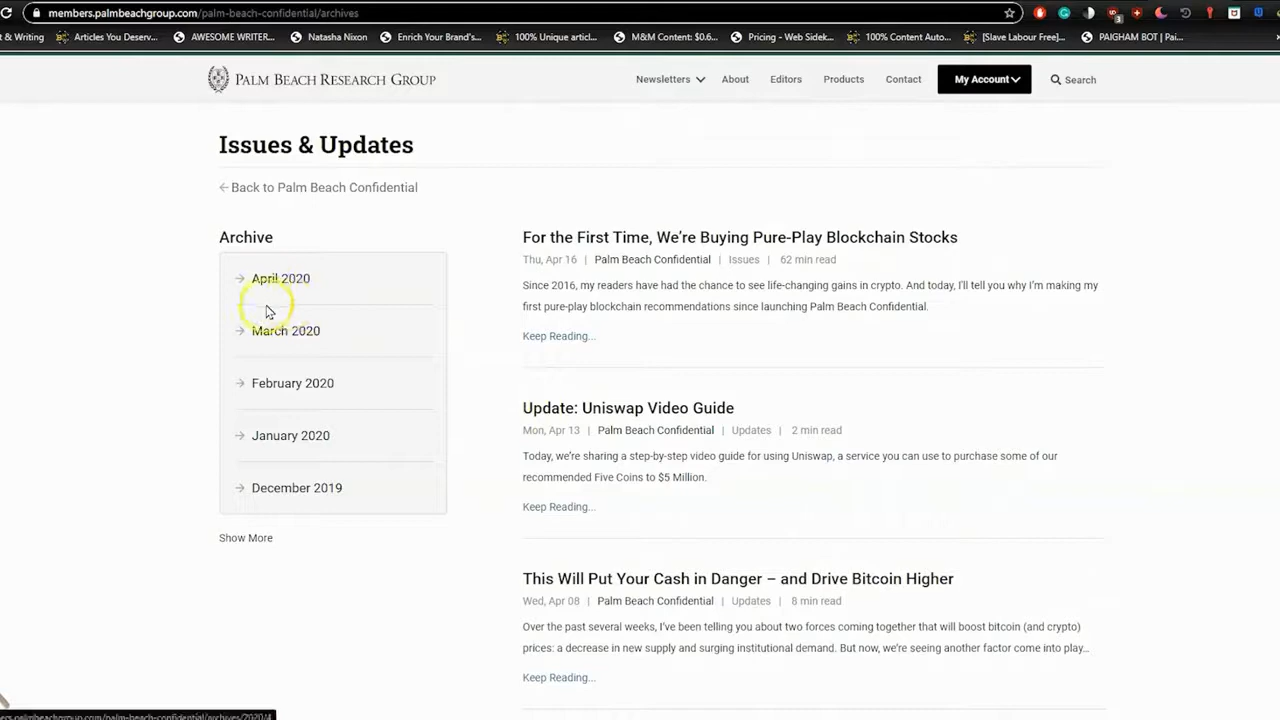 members.palmbeachgroup.com/palm-beach-confidential/archives
t & Writing
Articles You Deserv...
AWESOME WRITER...
Natasha Nixon
Enrich Your Brand's...
100% Unique articl...
M&M Content: $0.6...
Pricing - Web Sidek...
100% Content Auto...
[Slave Labour Free]...
PAIGHAM BOT | Pai...
PALM BEACH RESEARCH GROUP
Newsletters
About
Editors
Products
Contact
My Account
Search
Issues & Updates
Back to Palm Beach Confidential
Archive
April 2020
March 2020
February 2020
January 2020
December 2019
Show More
For the First Time, We're Buying Pure-Play Blockchain Stocks
Thu, Apr 16 | Palm Beach Confidential | Issues | 62 min read
Since 2016, my readers have had the chance to see life-changing gains in crypto. And today, I'll tell you why I'm making my
first pure-play blockchain recommendations since launching Palm Beach Confidential.
Keep Reading...
Update: Uniswap Video Guide
Mon, Apr 13 | Palm Beach Confidential | Updates | 2 min read
Today, we're sharing a step-by-step video guide for using Uniswap, a service you can use to purchase some of our
recommended Five Coins to $5 Million.
Keep Reading...
This Will Put Your Cash in Danger – and Drive Bitcoin Higher
Wed, Apr 08 | Palm Beach Confidential | Updates | 8 min read
Over the past several weeks, I've been telling you about two forces coming together that will boost bitcoin (and crypto)
prices: a decrease in new supply and surging institutional demand. But now, we're seeing another factor come into play...
Keep Reading...
ers.palmbeachgroup.com/palm-beach-confidential/archives/2020/4